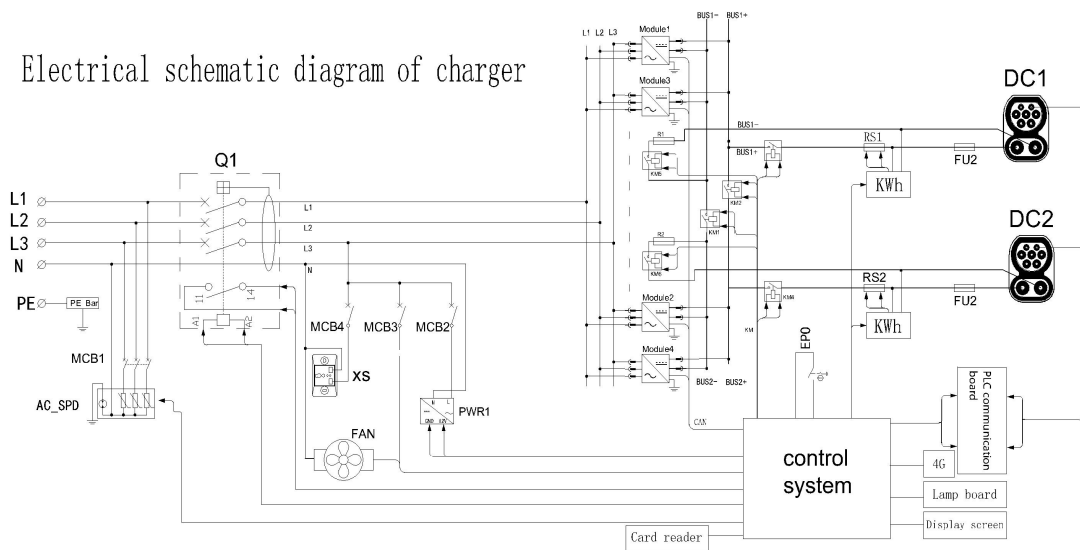 Electrical schematic diagram of charger
BUS1- BUS1+
L1 L2 L3
Module1
Module3
DC1
BUS1-
R1
BUS1+
RS1
FU2
KM5
KWh
KM2
KM1
Q1
L1
L1
L2
L2
L3
L3
N
N
R2
KM6
DC2
RS2
FU2
KM4
KWh
PE
PE Bar
11 14
A1 A2
MCB4
MCB3
MCB2
Module2
KM
EPO
MCB1
XS
Module4
BUS2- BUS2+
PLC communication
board
AC_SPD
N L
PWR1
GND 12V
CAN
FAN
control
system
4G
Lamp board
Display screen
Card reader